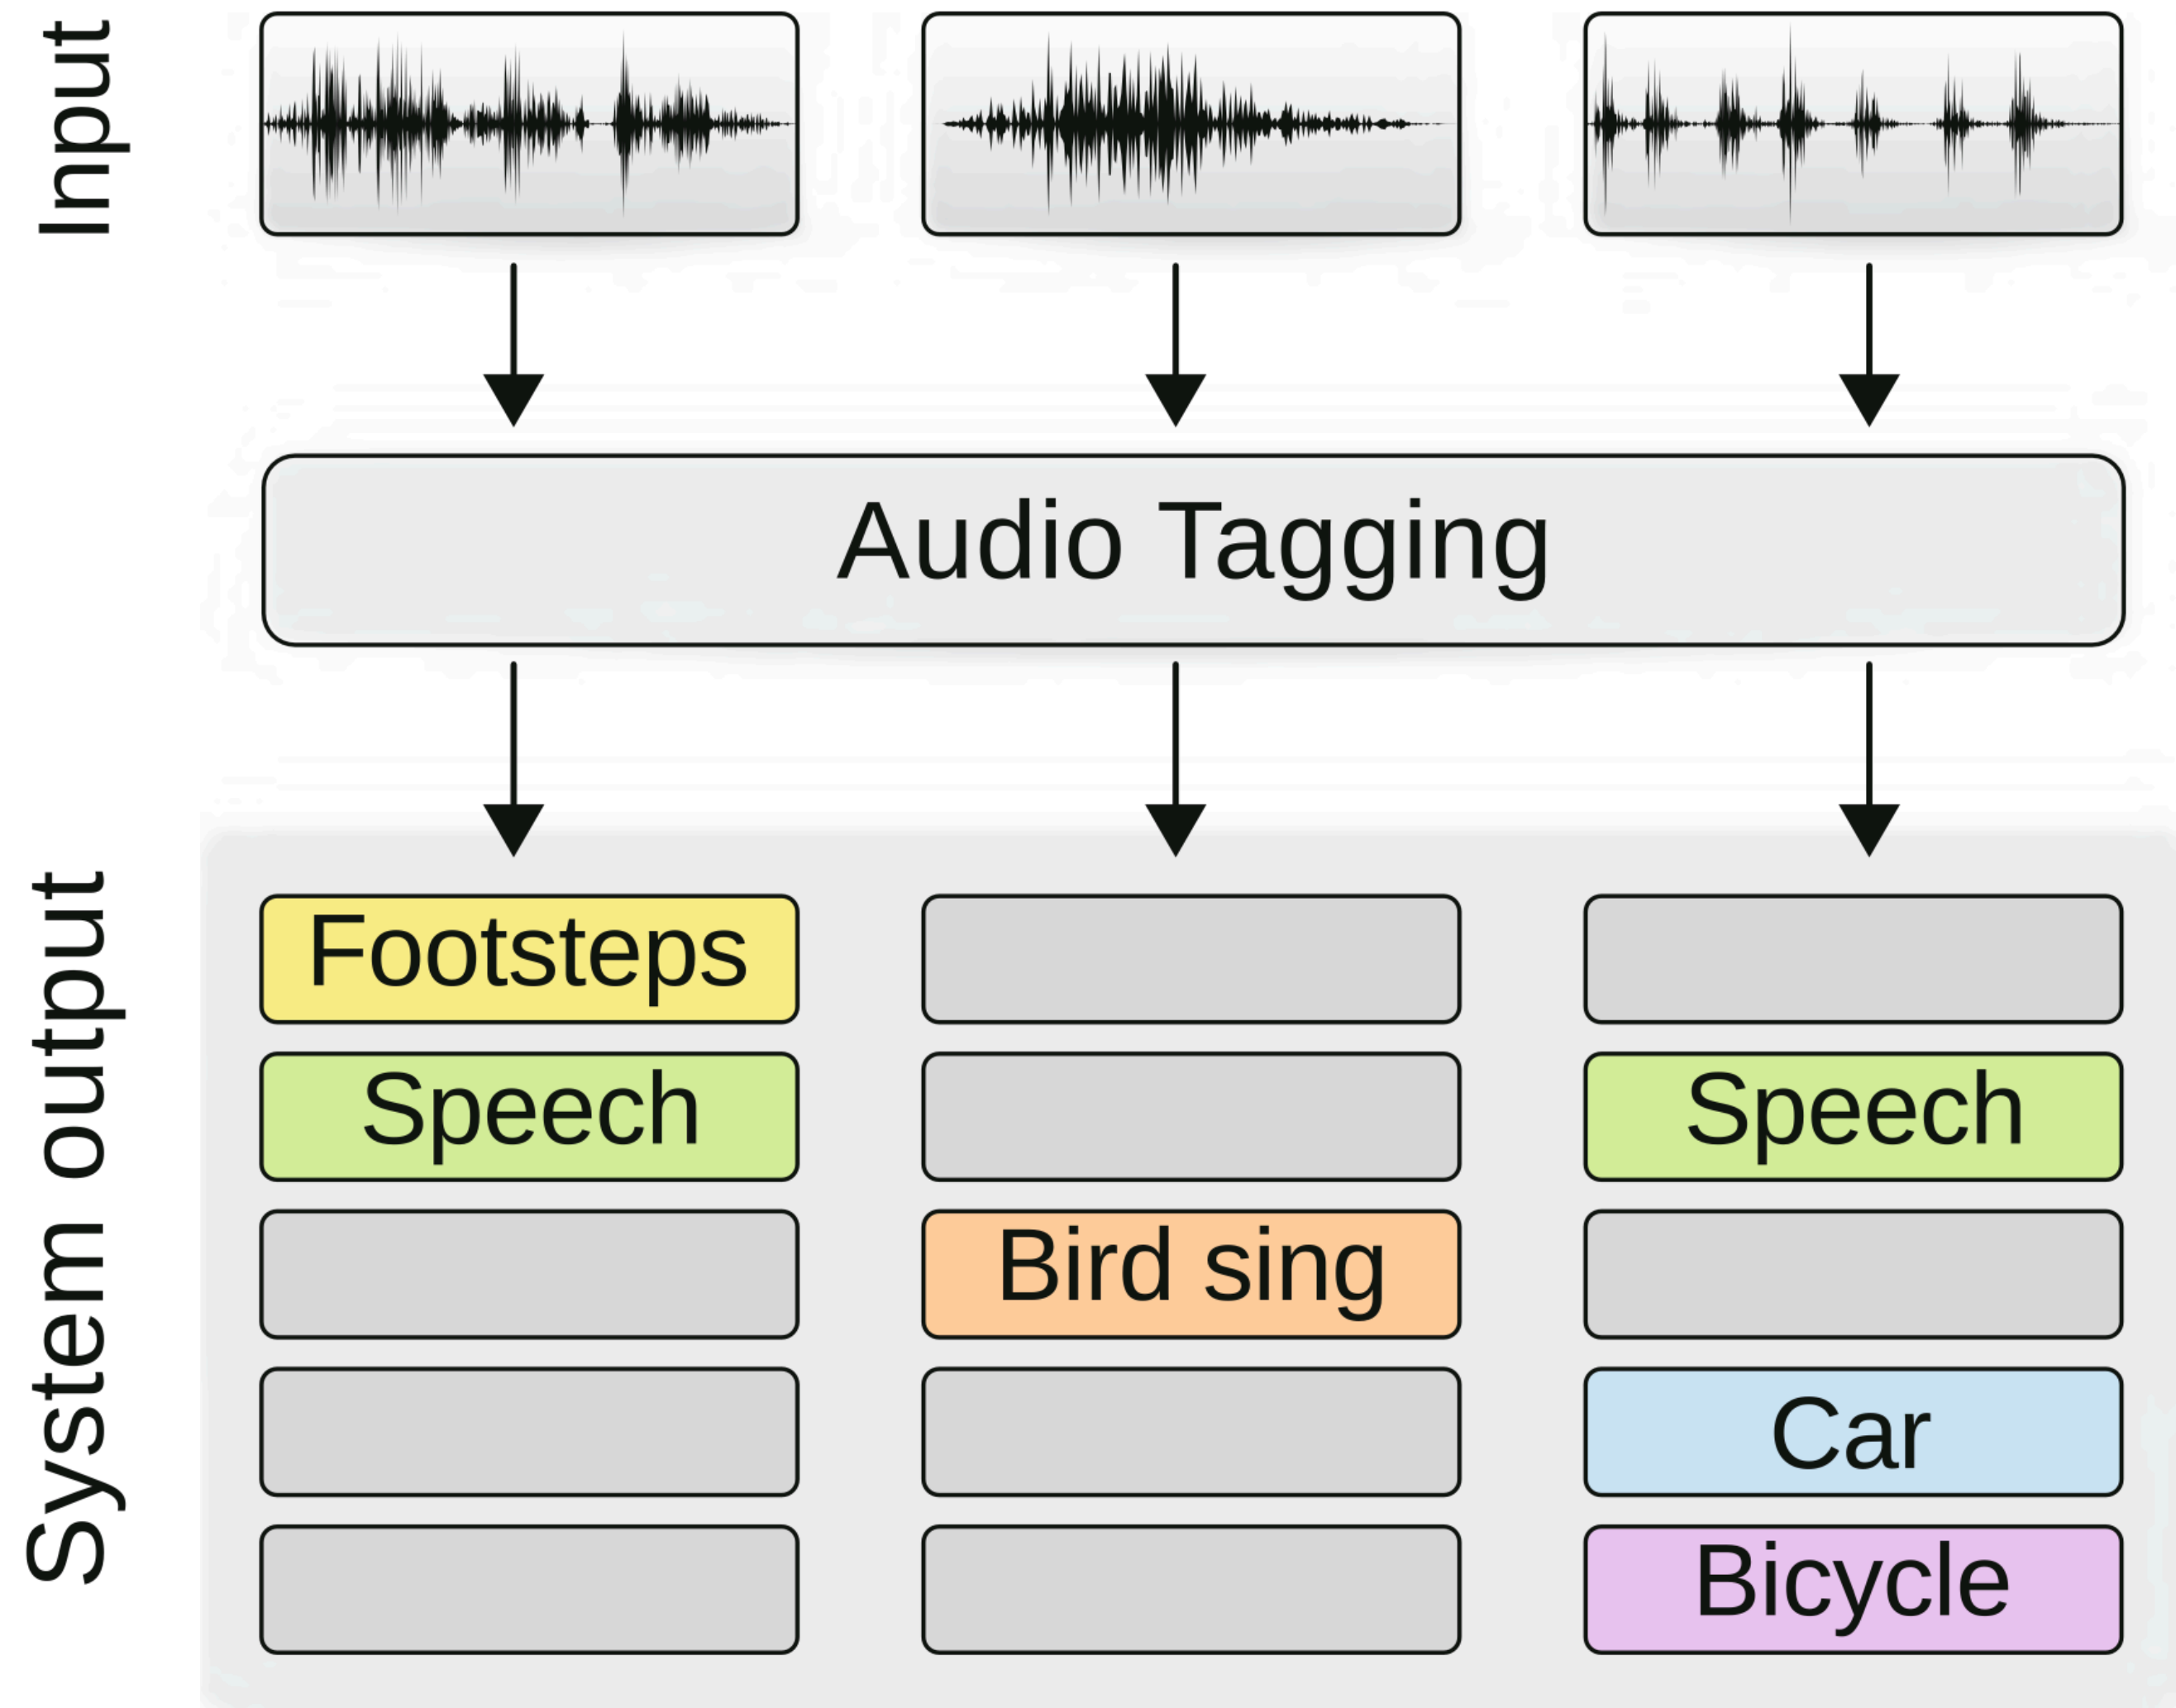 Input
Audio Tagging
System output
Footsteps
Speech
Speech
Bird sing
Car
Bicycle